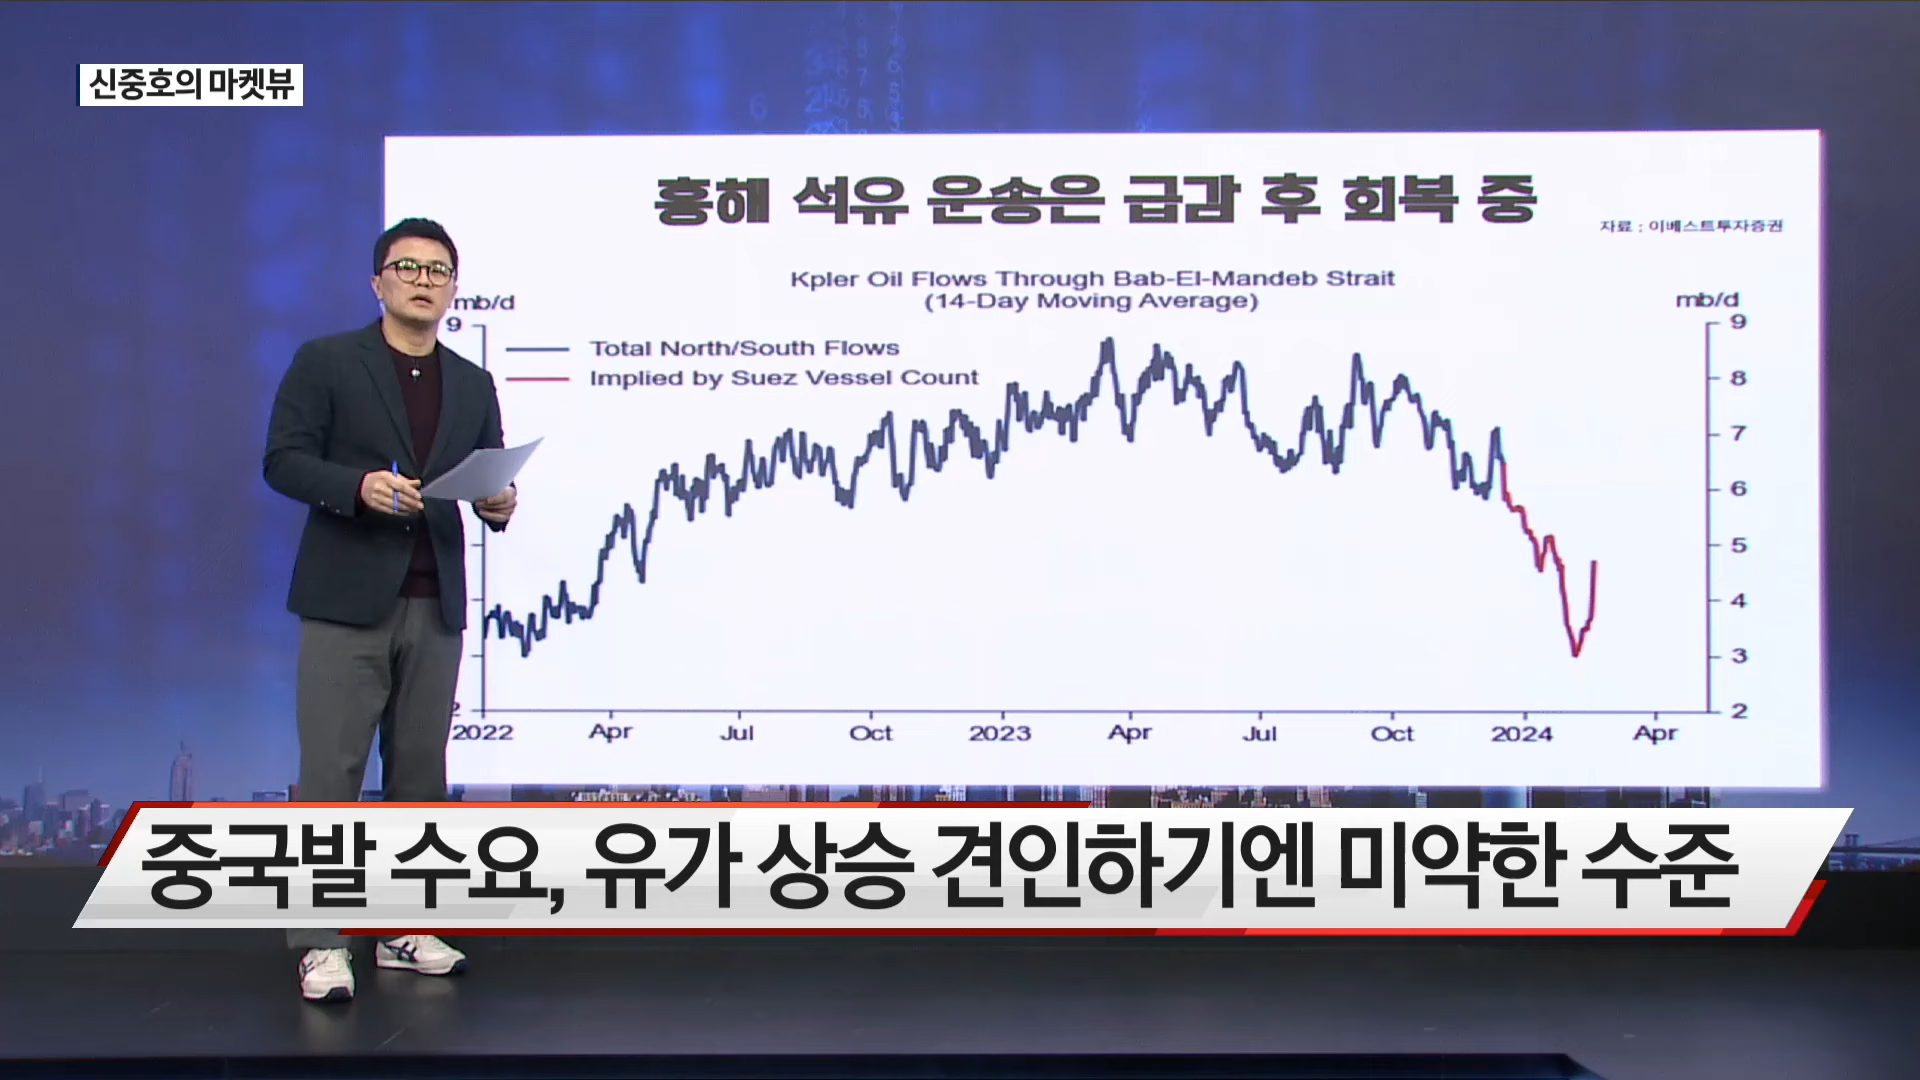 신중호의 마켓뷰
홍해 석유 운송은 급감 후 회복 중
자료 : 이베스트투자증권
Kpler Oil Flows Through Bab-El-Mandeb Strait
(14-Day Moving Average)
mb/d
mb/d
9
9
Total North/South Flows
Implied by Suez Vessel Count
8
7
6
5
4
3
2
2
2022 Apr Jul Oct 2023 Apr Jul Oct 2024 Apr
중국발 수요, 유가 상승 견인하기엔 미약한 수준